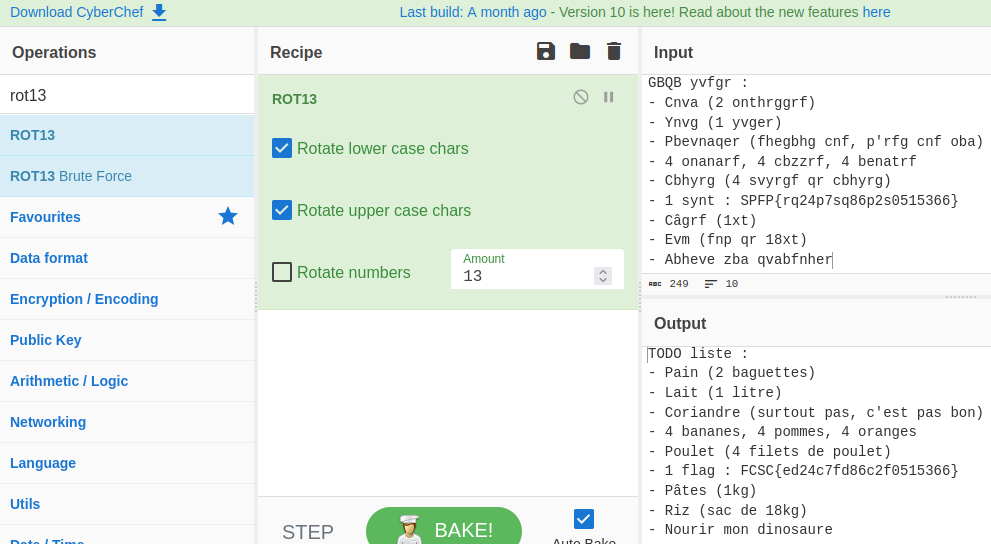 Download CyberChef
Last build: A month ago - Version 10 is here! Read about the new features here
Operations
rot13
ROT13
ROT13 Brute Force
Favourites
Data format
Encryption / Encoding
Public Key
Arithmetic / Logic
Networking
Language
Utils
Date / Time
Recipe
ROT13
Rotate lower case chars
Rotate upper case chars
Rotate numbers
Amount
13
STEP
BAKE!
Auto Bake
Input
GBQB yvfgr :
- Cnva (2 onthrggrf)
- Ynvg (1 yvger)
- Pbevnaqer (fhegbhg cnf, p'rfg cnf oba)
- 4 onanarf, 4 cbzzrf, 4 benatrf
- Cbhyrg (4 svyrgf qr cbhyrg)
- 1 synt : SPFP{rq24p7sq86p2s0515366}
- Câgrf (1xt)
- Evm (fnp qr 18xt)
- Abheve zba qvabfnher
ABC 249 10
Output
TODO liste :
- Pain (2 baguettes)
- Lait (1 litre)
- Coriandre (surtout pas, c'est pas bon)
- 4 bananes, 4 pommes, 4 oranges
- Poulet (4 filets de poulet)
- 1 flag : FCSC{ed24c7fd86c2f0515366}
- Pâtes (1kg)
- Riz (sac de 18kg)
- Nourir mon dinosaure